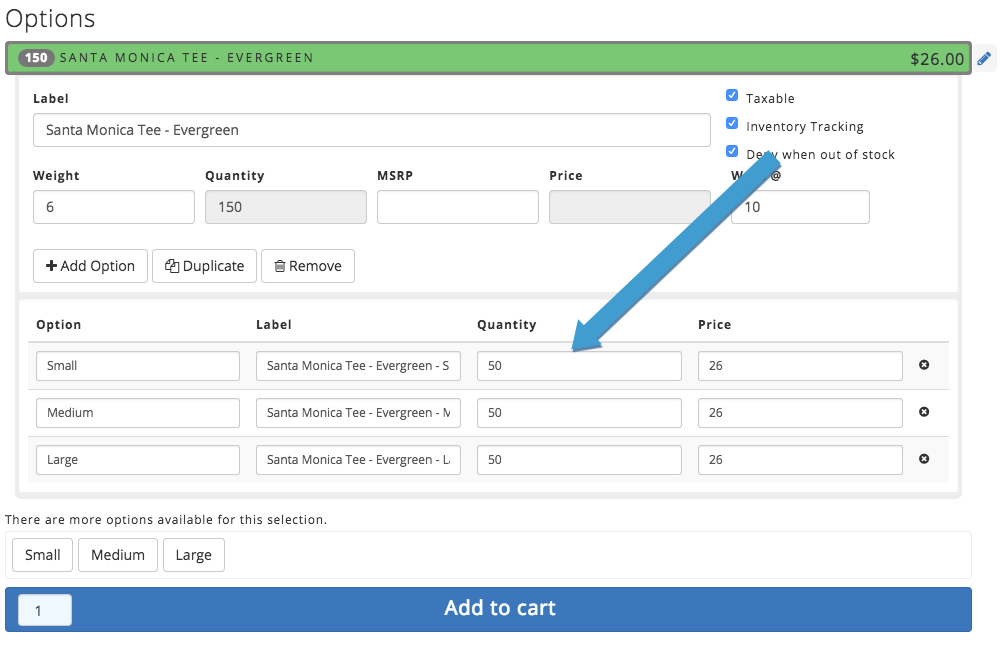 Options
150 SANTA MONICA TEE - EVERGREEN $26.00
Label
Santa Monica Tee - Evergreen
Taxable
Inventory Tracking
when out of stock
Weight Quantity MSRP Price @
6 150 10
Add Option Duplicate Remove
Option Label Quantity Price
Small Santa Monica Tee - Evergreen - S 50 26
Medium Santa Monica Tee - Evergreen - 50 26
Large Santa Monica Tee - Evergreen - L 50 26
There are more options available for this selection.
Small Medium Large
1 Add to cart